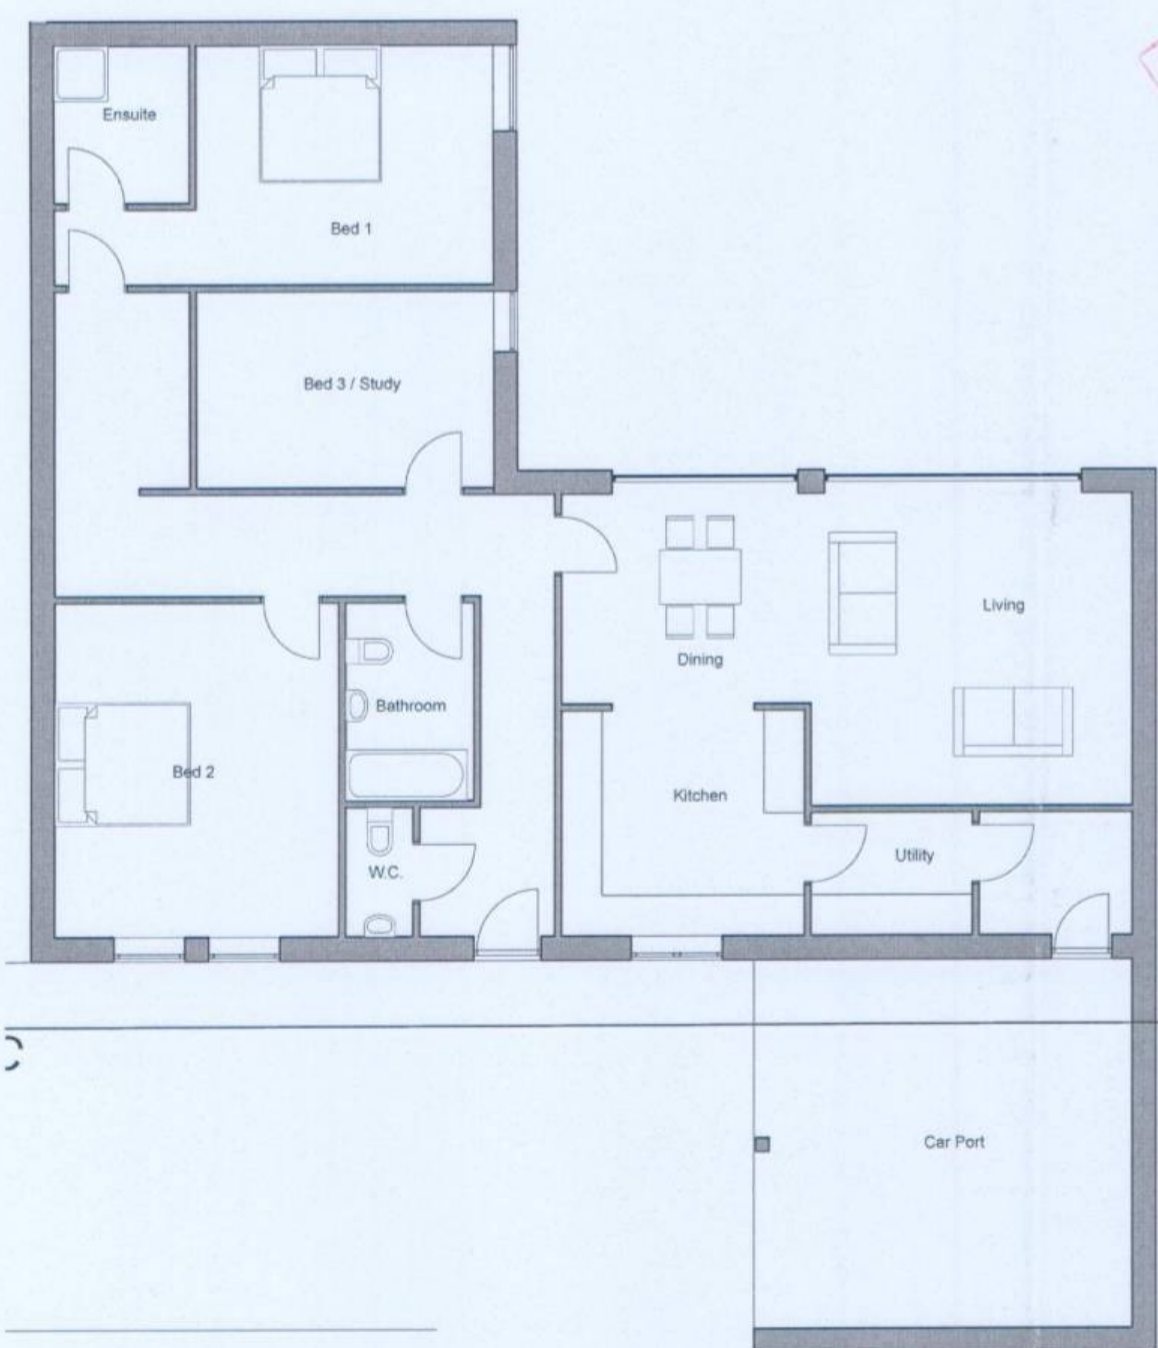 Ensuite
Bed 1
Bed 3 / Study
Living
Dining
Bathroom
Bed 2
Kitchen
Utility
W.C.
Car Port